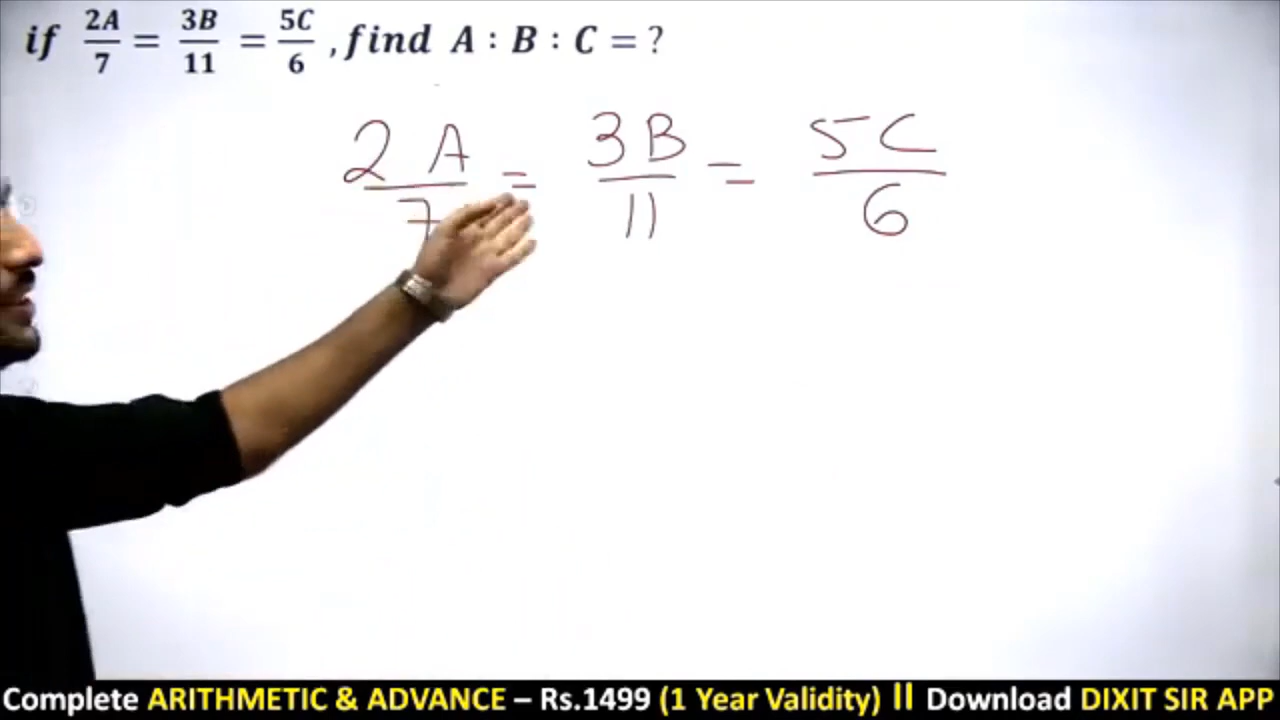 if 2A/7 = 3B/11 = 5C/6 , find A : B : C = ?
2A/7 = 3B/11 = 5C/6
Complete ARITHMETIC & ADVANCE – Rs.1499 (1 Year Validity) II Download DIXIT SIR APP